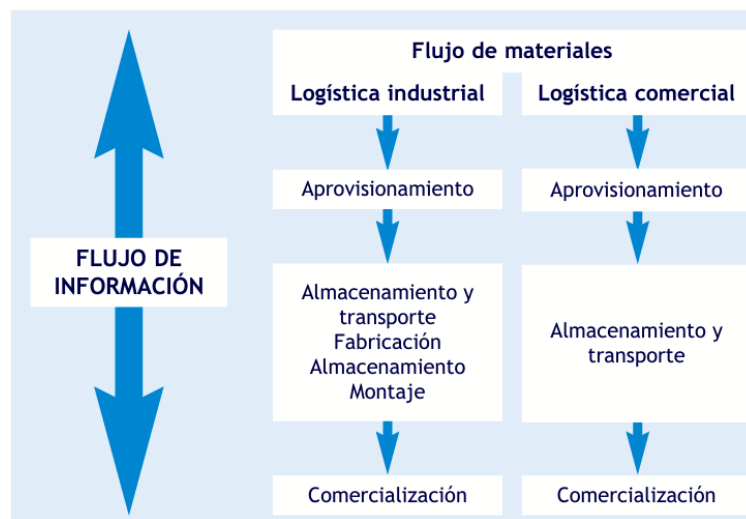 Flujo de materiales
Logística industrial
Logística comercial
Aprovisionamiento
Aprovisionamiento
FLUJO DE
INFORMACIÓN
Almacenamiento y
transporte
Fabricación
Almacenamiento
Montaje
Almacenamiento y
transporte
Comercialización
Comercialización